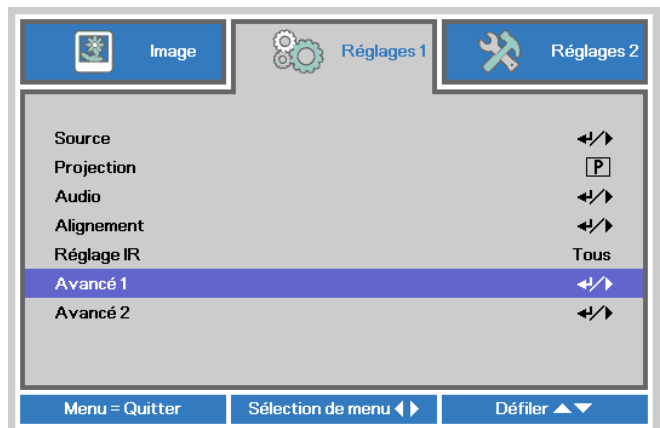 Image
Réglages 1
Réglages 2
Source ↵/▶
Projection P
Audio ↵/▶
Alignement ↵/▶
Réglage IR Tous
Avancé 1 ↵/▶
Avancé 2 ↵/▶
Menu = Quitter
Sélection de menu ◀ ▶
Défiler ▲▼